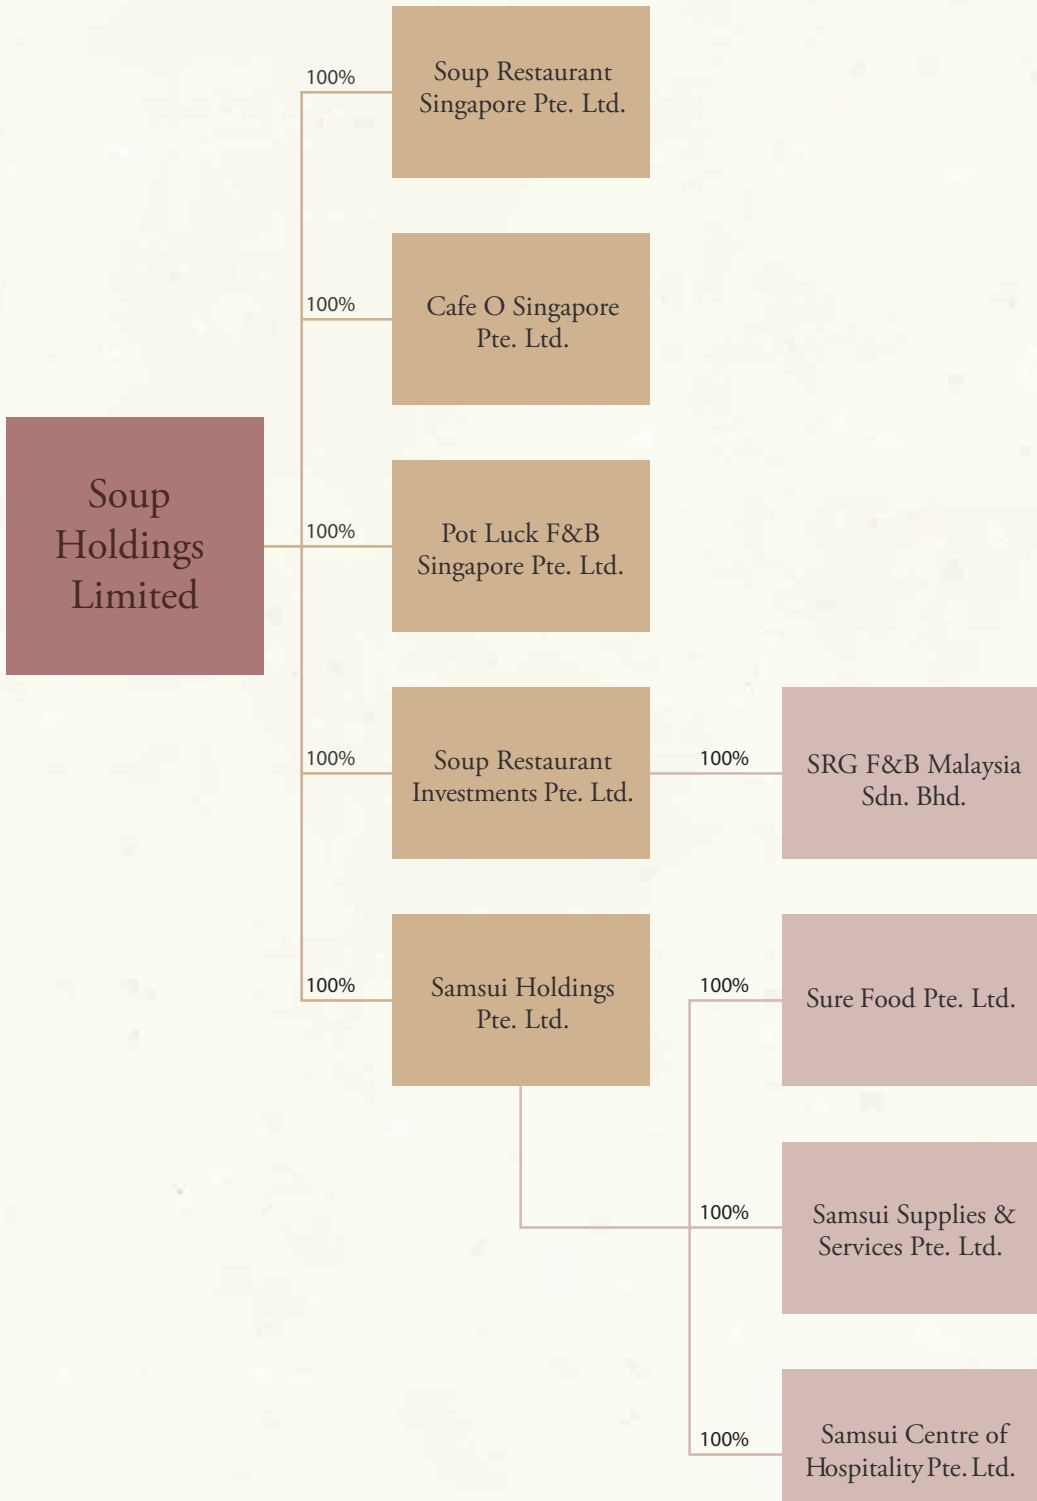 100%
Soup Restaurant
Singapore Pte. Ltd.
100%
Cafe O Singapore
Pte. Ltd.
Soup
Holdings
Limited
100%
Pot Luck F&B
Singapore Pte. Ltd.
100%
Soup Restaurant
Investments Pte. Ltd.
100%
SRG F&B Malaysia
Sdn. Bhd.
100%
Samsui Holdings
Pte. Ltd.
100%
Sure Food Pte. Ltd.
100%
Samsui Supplies &
Services Pte. Ltd.
100%
Samsui Centre of
Hospitality Pte. Ltd.